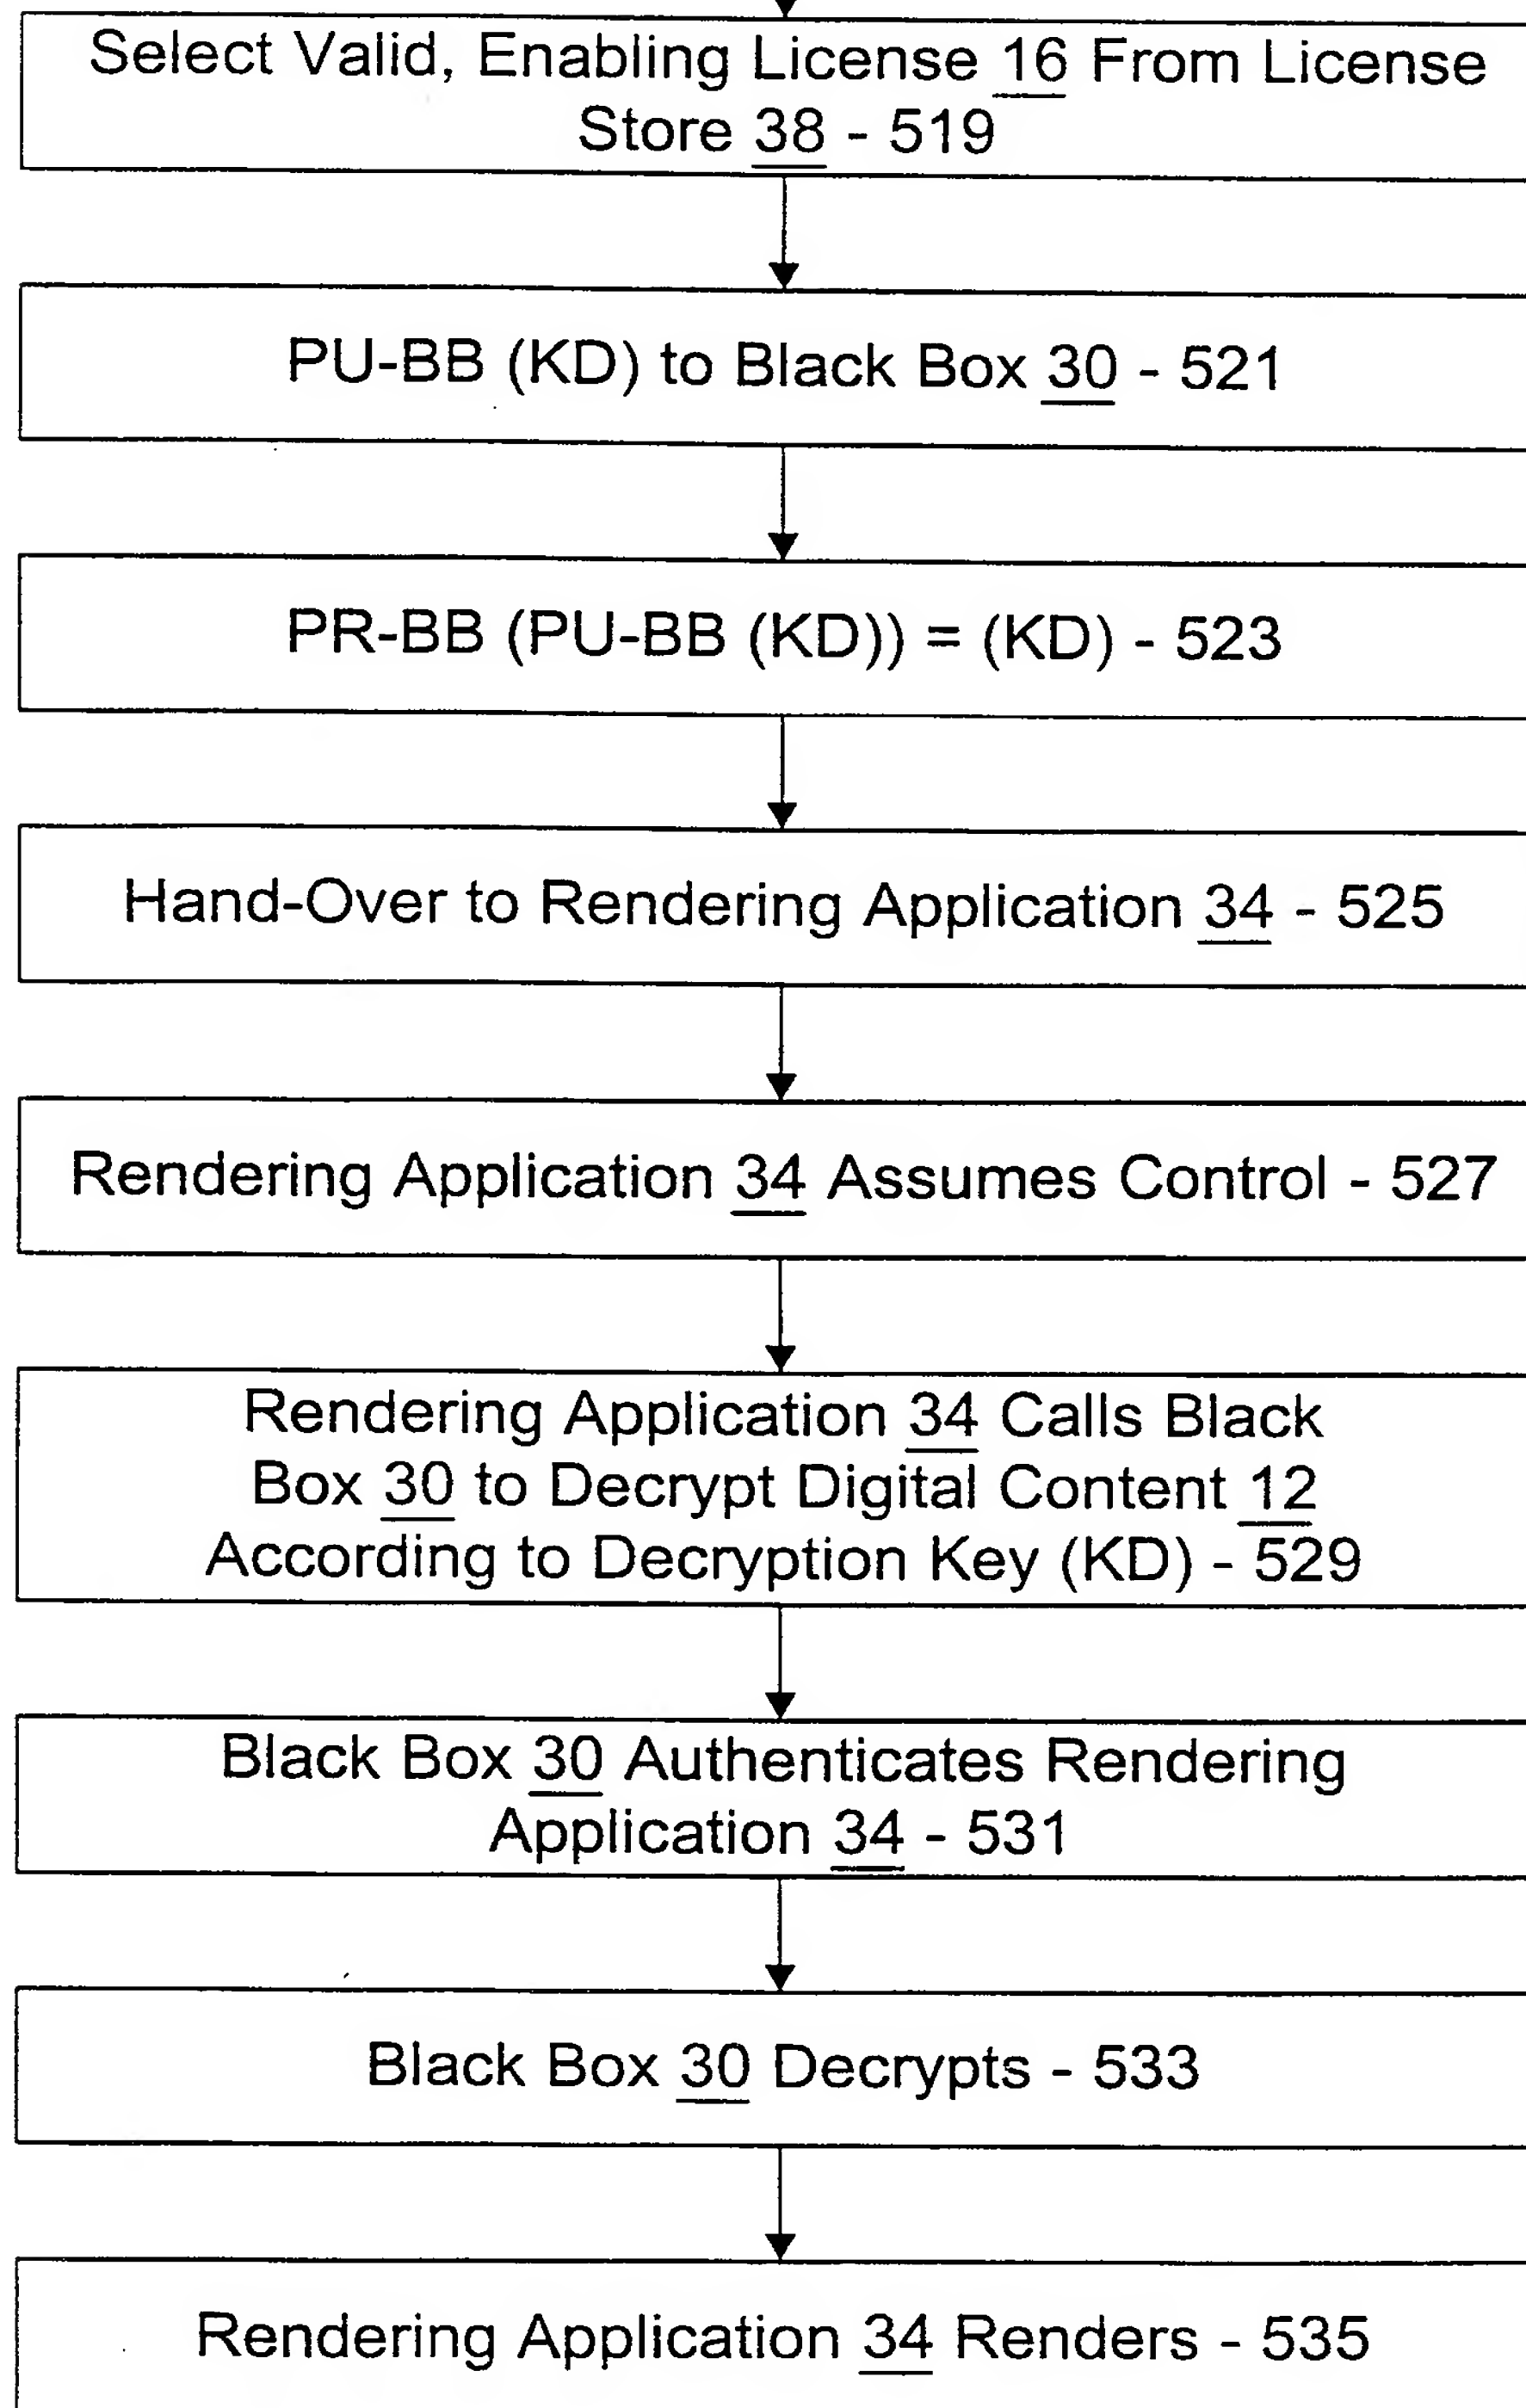 Select Valid, Enabling License 16 From License
Store 38 - 519
PU-BB (KD) to Black Box 30 - 521
PR-BB (PU-BB (KD)) = (KD) - 523
Hand-Over to Rendering Application 34 - 525
Rendering Application 34 Assumes Control - 527
Rendering Application 34 Calls Black
Box 30 to Decrypt Digital Content 12
According to Decryption Key (KD) - 529
Black Box 30 Authenticates Rendering
Application 34 - 531
Black Box 30 Decrypts - 533
Rendering Application 34 Renders - 535